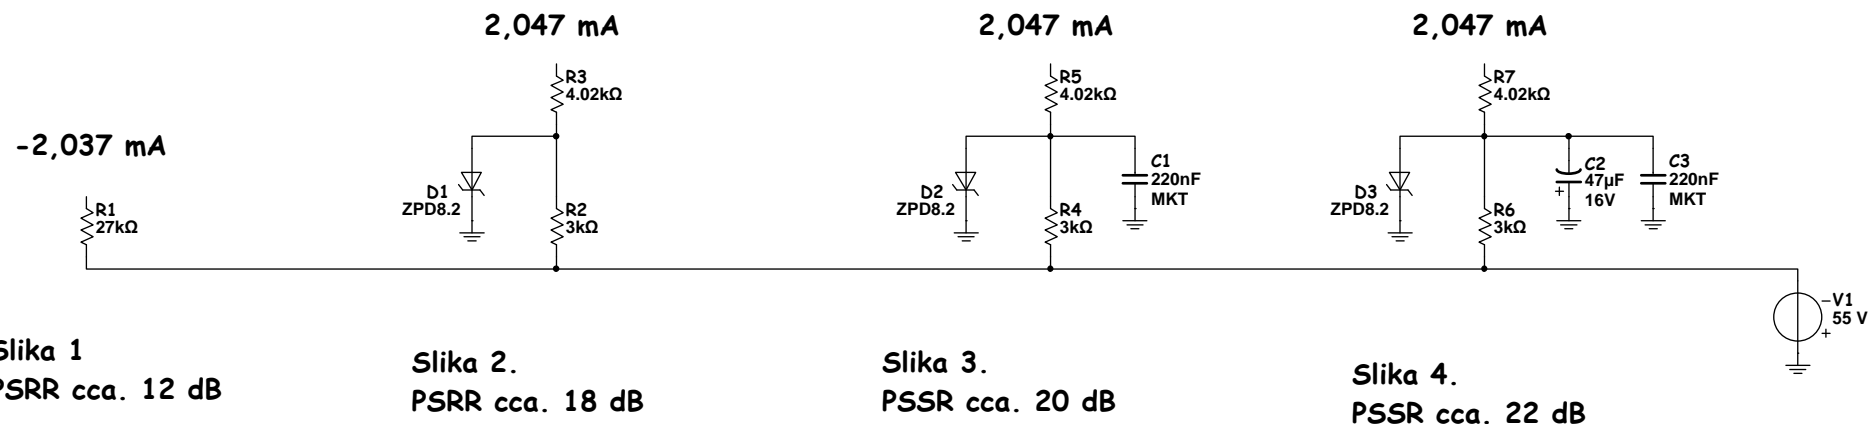 2,047 mA
2,047 mA
2,047 mA
-2,037 mA
R1
27kΩ
R3
4.02kΩ
D1
ZPD8.2
R2
3kΩ
R5
4.02kΩ
D2
ZPD8.2
R4
3kΩ
C1
220nF
MKT
R7
4.02kΩ
D3
ZPD8.2
R6
3kΩ
C2
47µF
16V
+
C3
220nF
MKT
V1
55 V
Slika 1
PSRR cca. 12 dB
Slika 2.
PSRR cca. 18 dB
Slika 3.
PSSR cca. 20 dB
Slika 4.
PSSR cca. 22 dB